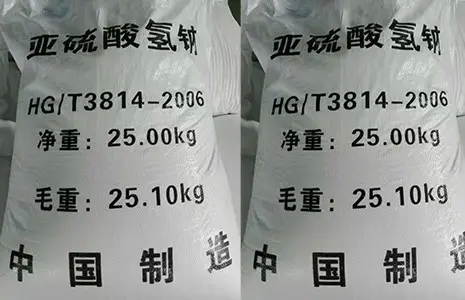 亚硫酸氢钠
HG/T3814-2006
净重：25.00kg
毛重：25.10kg
中国制造
亚硫酸氢钠
HG/T3814-2006
净重：25.00kg
毛重：25.10kg
中国制造